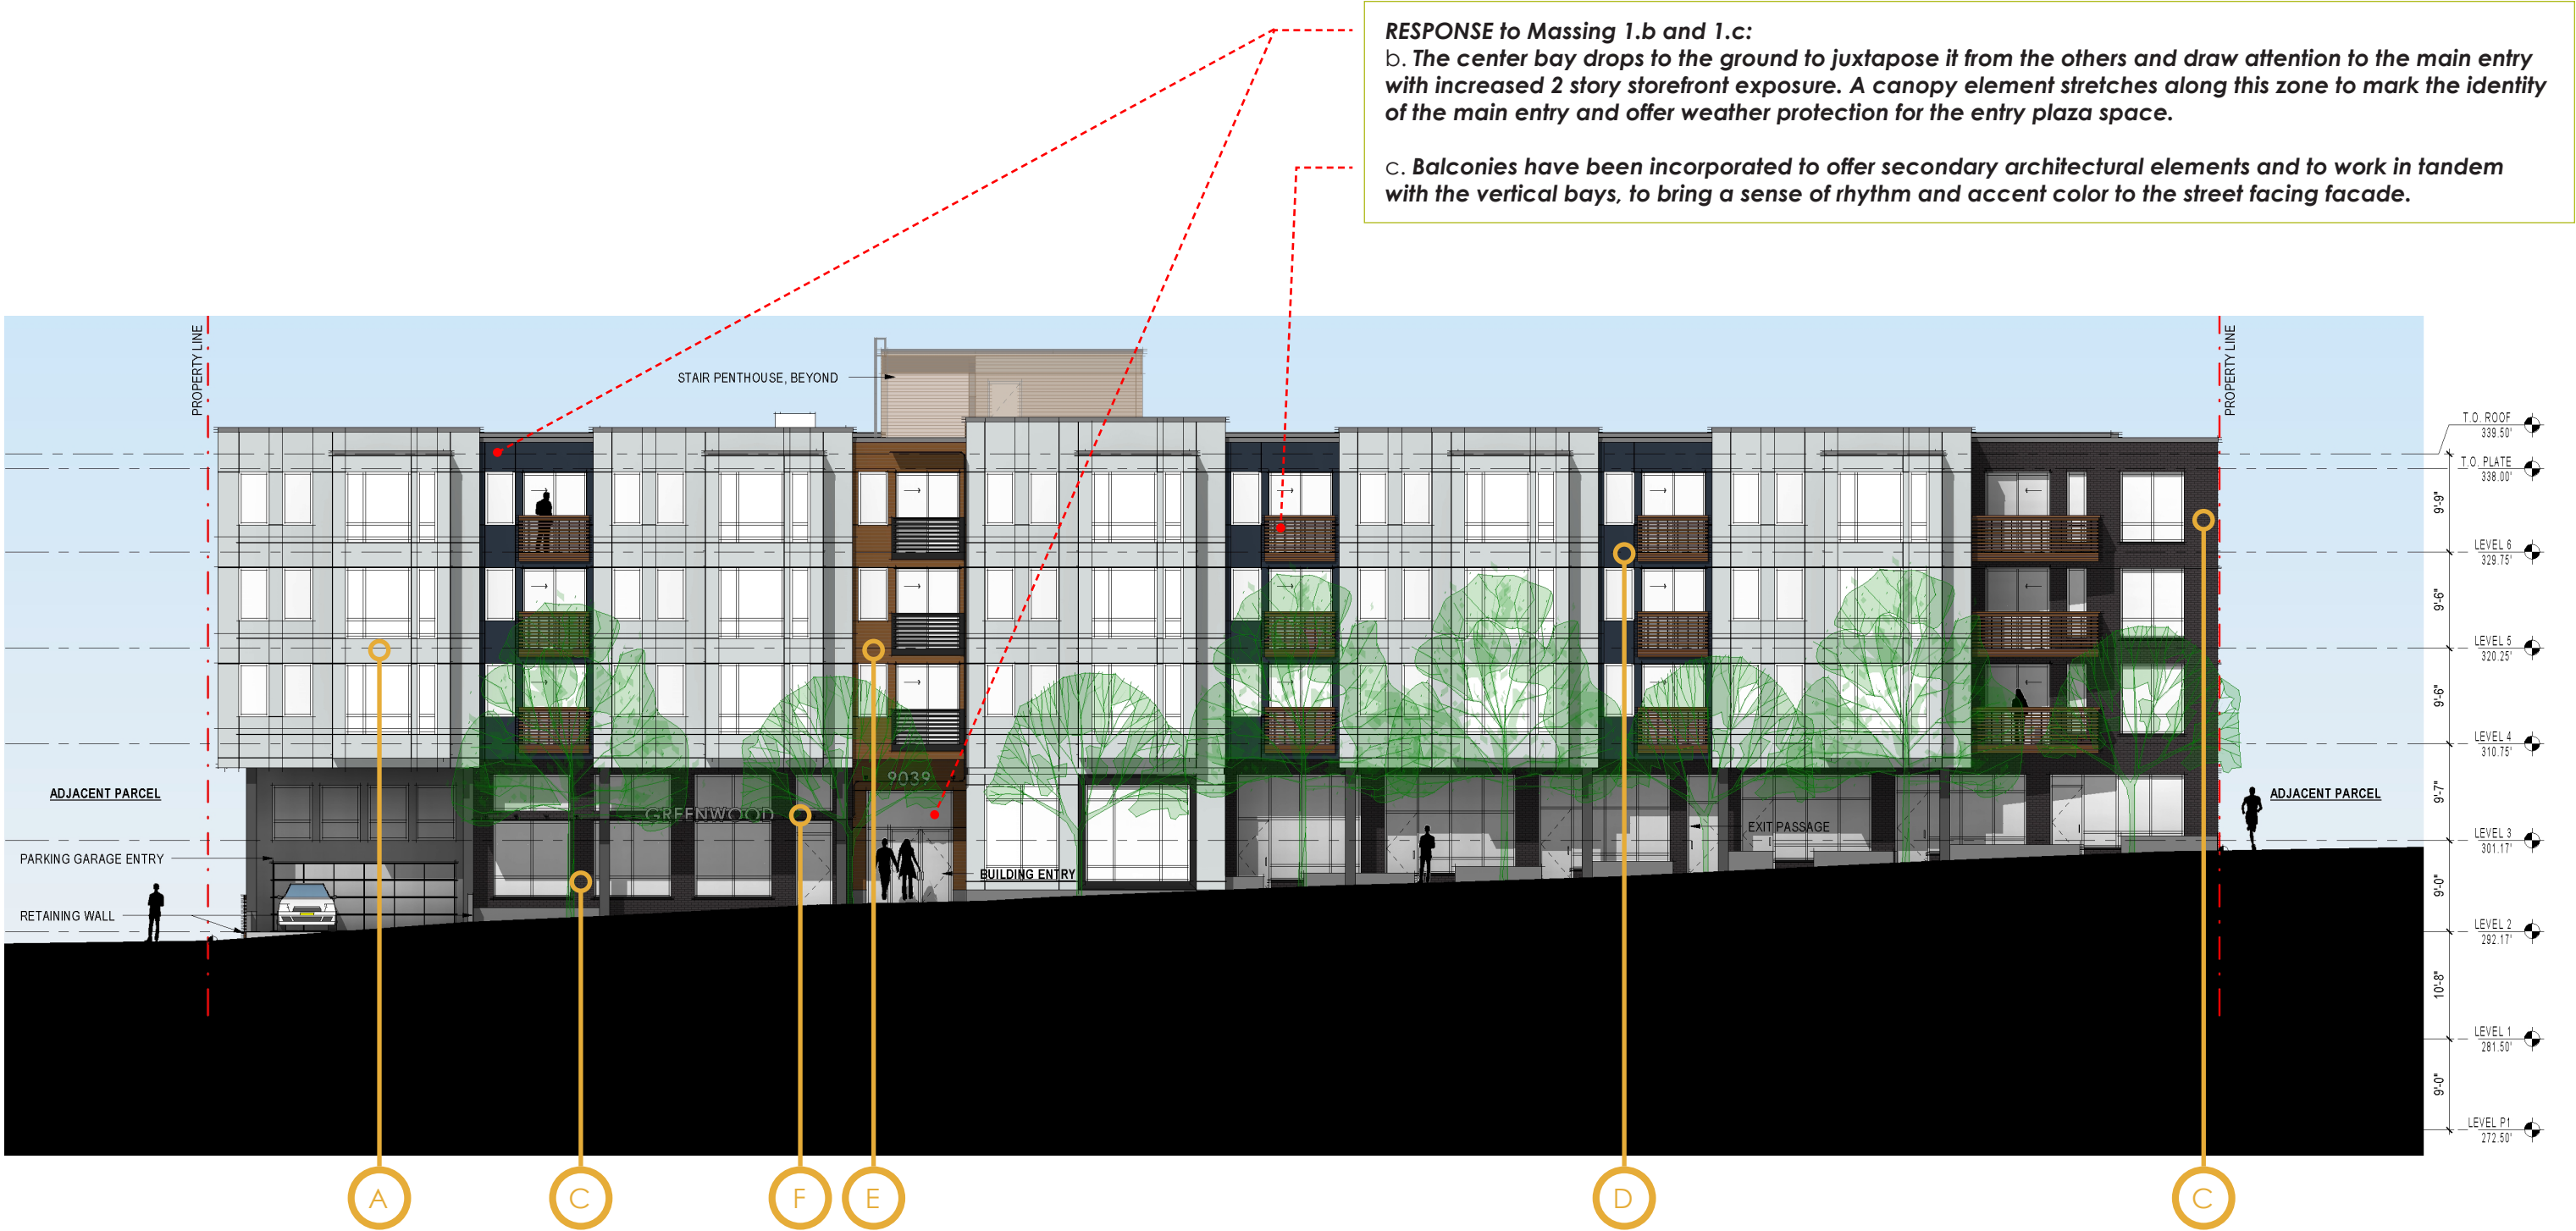 RESPONSE to Massing 1.b and 1.c:
b. The center bay drops to the ground to juxtapose it from the others and draw attention to the main entry
with increased 2 story storefront exposure. A canopy element stretches along this zone to mark the identity
of the main entry and offer weather protection for the entry plaza space.
c. Balconies have been incorporated to offer secondary architectural elements and to work in tandem
with the vertical bays, to bring a sense of rhythm and accent color to the street facing facade.
PROPERTY LINE
STAIR PENTHOUSE, BEYOND
PROPERTY LINE
T.O. ROOF
339.50'
T.O. PLATE
338.00'
9'-9"
LEVEL 6
329.75'
9'-6"
LEVEL 5
320.25'
9'-6"
LEVEL 4
310.75'
9'-7"
LEVEL 3
301.17'
9'-0"
LEVEL 2
292.17'
10'-8"
LEVEL 1
281.50'
9'-0"
LEVEL P1
272.50'
9039
GREENWOOD
ADJACENT PARCEL
ADJACENT PARCEL
EXIT PASSAGE
PARKING GARAGE ENTRY
BUILDING ENTRY
RETAINING WALL
A
C
F
E
D
C